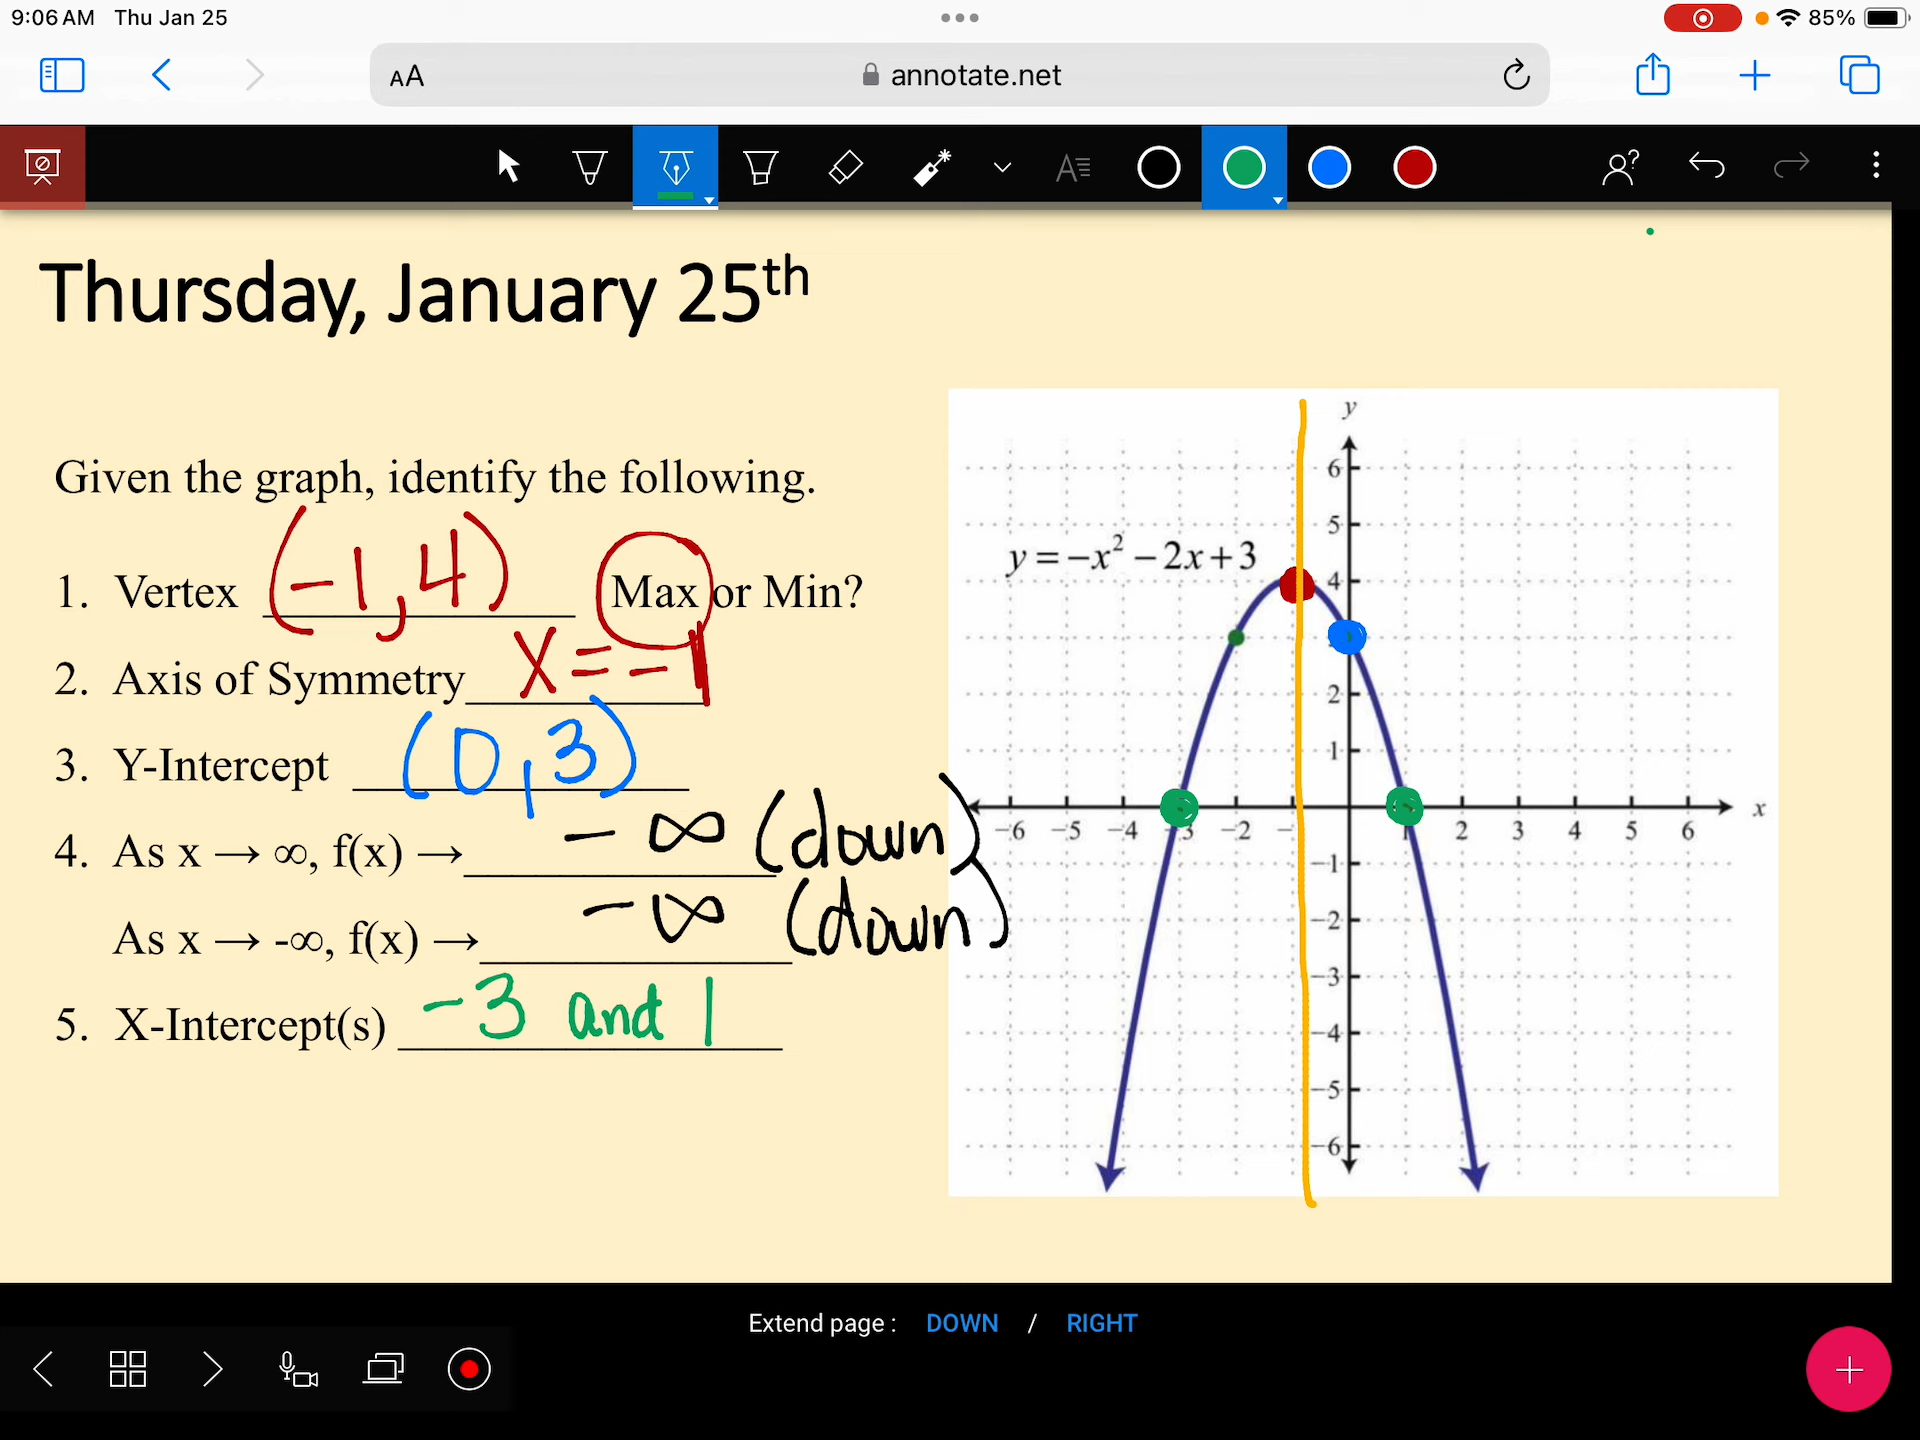 9:06 AM Thu Jan 25
85%
AA
annotate.net
Thursday, January 25th
Given the graph, identify the following.
1. Vertex (-1,4) Max or Min?
2. Axis of Symmetry x = -1
3. Y-Intercept (0,3)
4. As x → ∞, f(x) → - ∞ (down)
As x → -∞, f(x) → - ∞ (down)
5. X-Intercept(s) -3 and 1
y
6
5
y = −x² − 2x + 3
4
2
1
x
−6 −5 −4 −3 −2 − 1 2 3 4 5 6
−1
−2
−3
−4
−5
−6
Extend page : DOWN / RIGHT